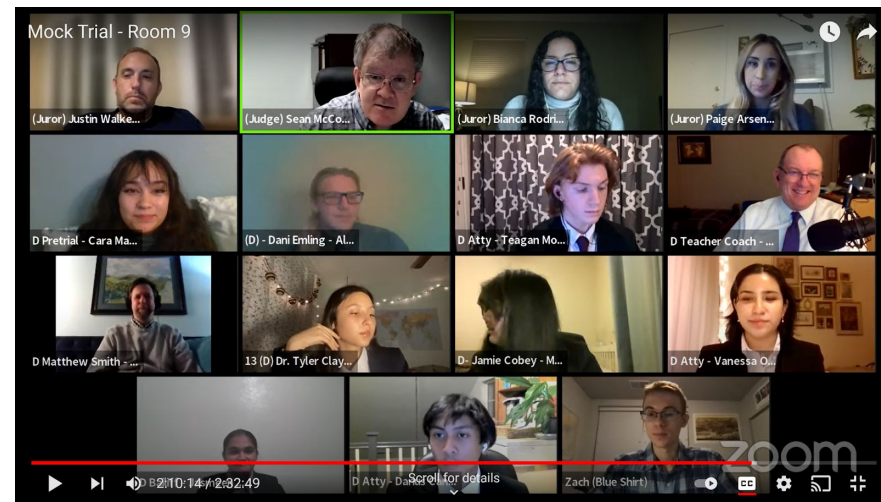 Mock Trial - Room 9
(Juror) Justin Walke...
(Judge) Sean McCo...
(Juror) Bianca Rodri...
(Juror) Paige Arsen...
D Pretrial - Cara Ma...
(D) - Dani Emling - Al...
D Atty - Teagan Mo...
D Teacher Coach - ...
D Matthew Smith - ...
13 (D) Dr. Tyler Clay...
D- Jamie Cobey - M...
D Atty - Vanessa O...
zoom
2:10:14 / 2:32:49
D Atty -
Scroll for details
Zach (Blue Shirt)
CC